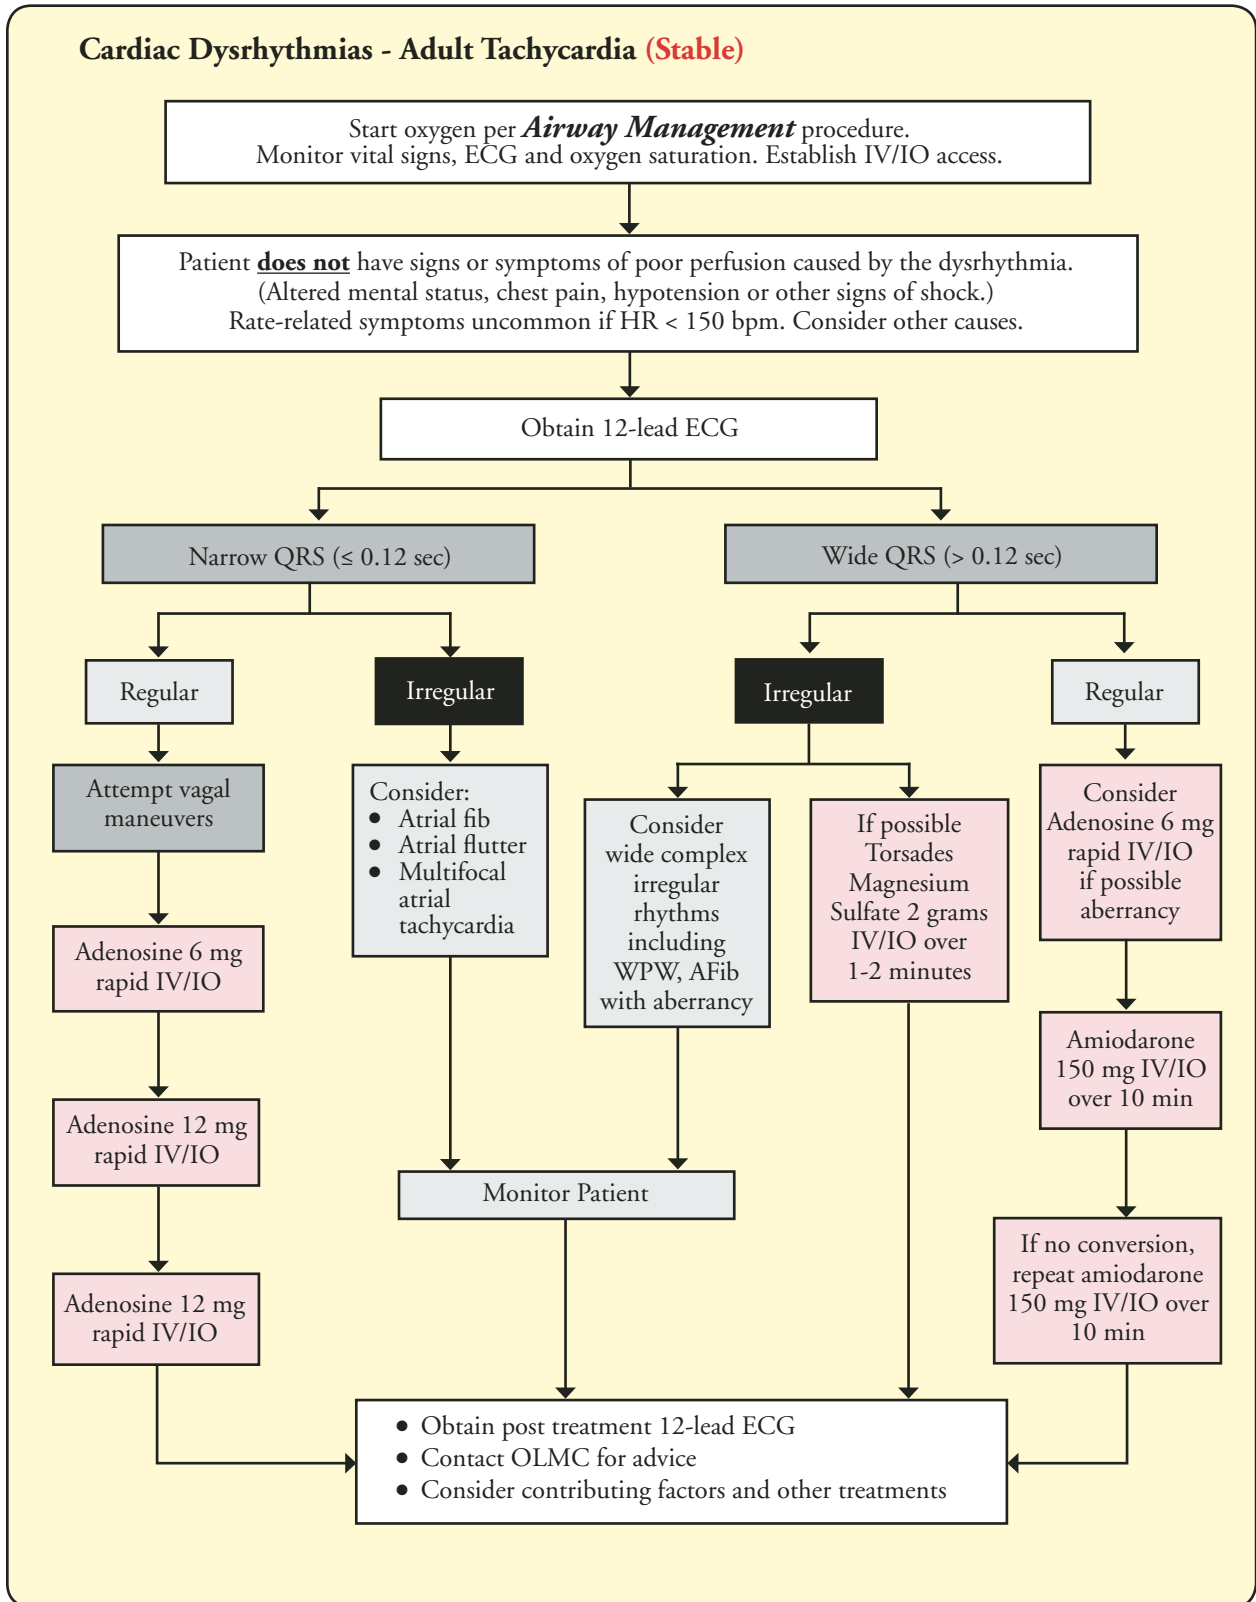 Cardiac Dysrhythmias - Adult Tachycardia (Stable)
Start oxygen per Airway Management procedure.
Monitor vital signs, ECG and oxygen saturation. Establish IV/IO access.
Patient does not have signs or symptoms of poor perfusion caused by the dysrhythmia.
(Altered mental status, chest pain, hypotension or other signs of shock.)
Rate-related symptoms uncommon if HR < 150 bpm. Consider other causes.
Obtain 12-lead ECG
Narrow QRS (≤ 0.12 sec)
Regular
Attempt vagal
maneuvers
Adenosine 6 mg
rapid IV/IO
Adenosine 12 mg
rapid IV/IO
Adenosine 12 mg
rapid IV/IO
Irregular
Consider:
● Atrial fib
● Atrial flutter
● Multifocal
atrial
tachycardia
Wide QRS (> 0.12 sec)
Irregular
Consider
wide complex
irregular
rhythms
including
WPW, AFib
with aberrancy
Monitor Patient
If possible
Torsades
Magnesium
Sulfate 2 grams
IV/IO over
1-2 minutes
Regular
Consider
Adenosine 6 mg
rapid IV/IO
if possible
aberrancy
Amiodarone
150 mg IV/IO
over 10 min
If no conversion,
repeat amiodarone
150 mg IV/IO over
10 min
● Obtain post treatment 12-lead ECG
● Contact OLMC for advice
● Consider contributing factors and other treatments